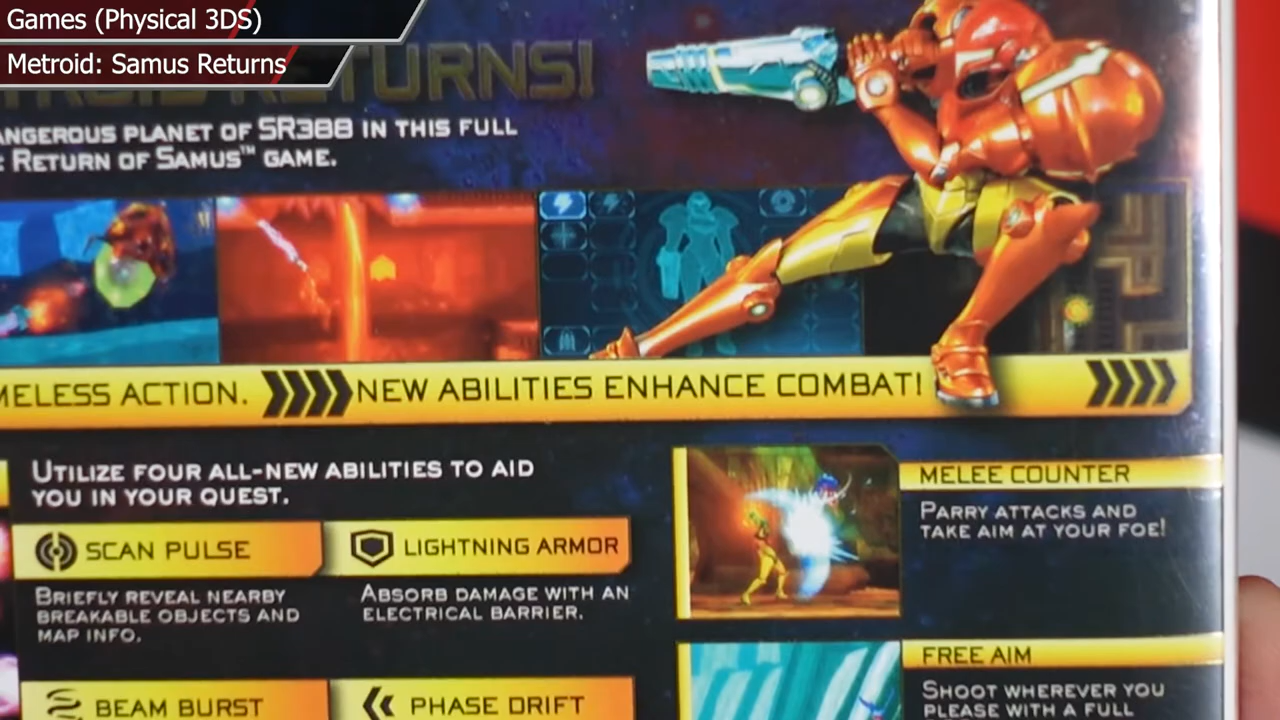 Games (Physical 3DS)
Metroid: Samus Returns
TURNS!
ANGEROUS PLANET OF SR388 IN THIS FULL
: RETURN OF SAMUS™ GAME.
MELESS ACTION.
NEW ABILITIES ENHANCE COMBAT!
UTILIZE FOUR ALL-NEW ABILITIES TO AID
YOU IN YOUR QUEST.
SCAN PULSE
BRIEFLY REVEAL NEARBY
BREAKABLE OBJECTS AND
MAP INFO.
LIGHTNING ARMOR
ABSORB DAMAGE WITH AN
ELECTRICAL BARRIER.
BEAM BURST
PHASE DRIFT
MELEE COUNTER
PARRY ATTACKS AND
TAKE AIM AT YOUR FOE!
FREE AIM
SHOOT WHEREVER YOU
PLEASE WITH A FULL